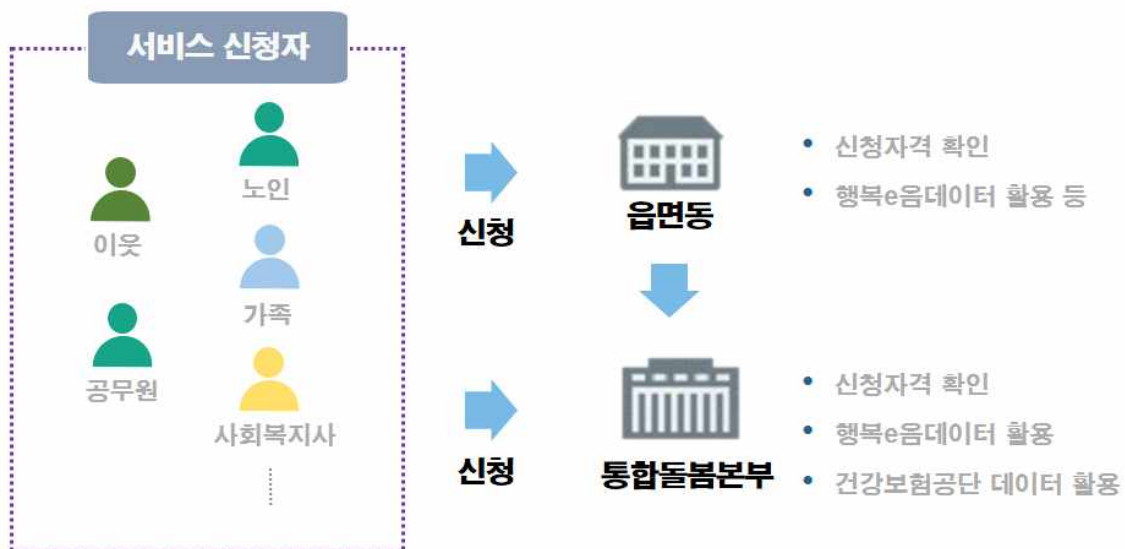 서비스 신청자
노인
이웃
가족
공무원
사회복지사
신청
읍면동
• 신청자격 확인
• 행복e음데이터 활용 등
신청
통합돌봄본부
• 신청자격 확인
• 행복e음데이터 활용
• 건강보험공단 데이터 활용